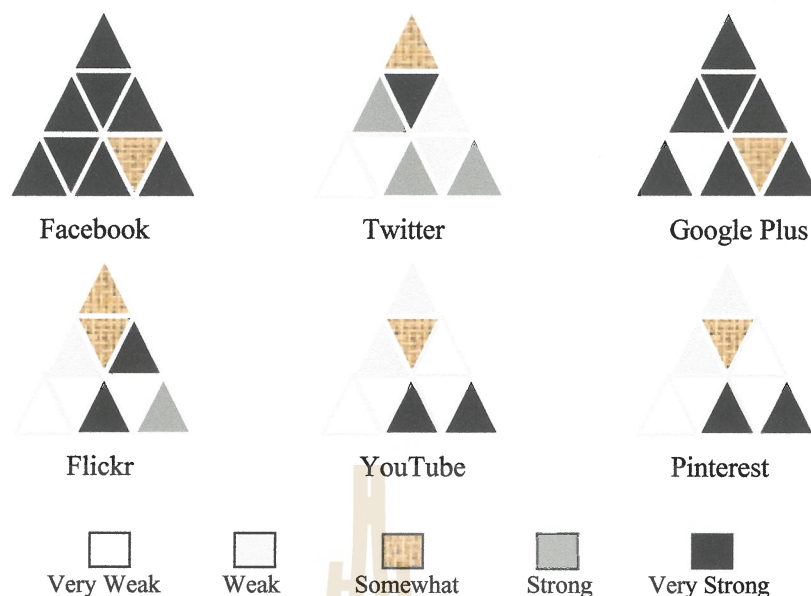 Facebook
Twitter
Google Plus
Flickr
YouTube
Pinterest
Very Weak
Weak
Somewhat
Strong
Very Strong